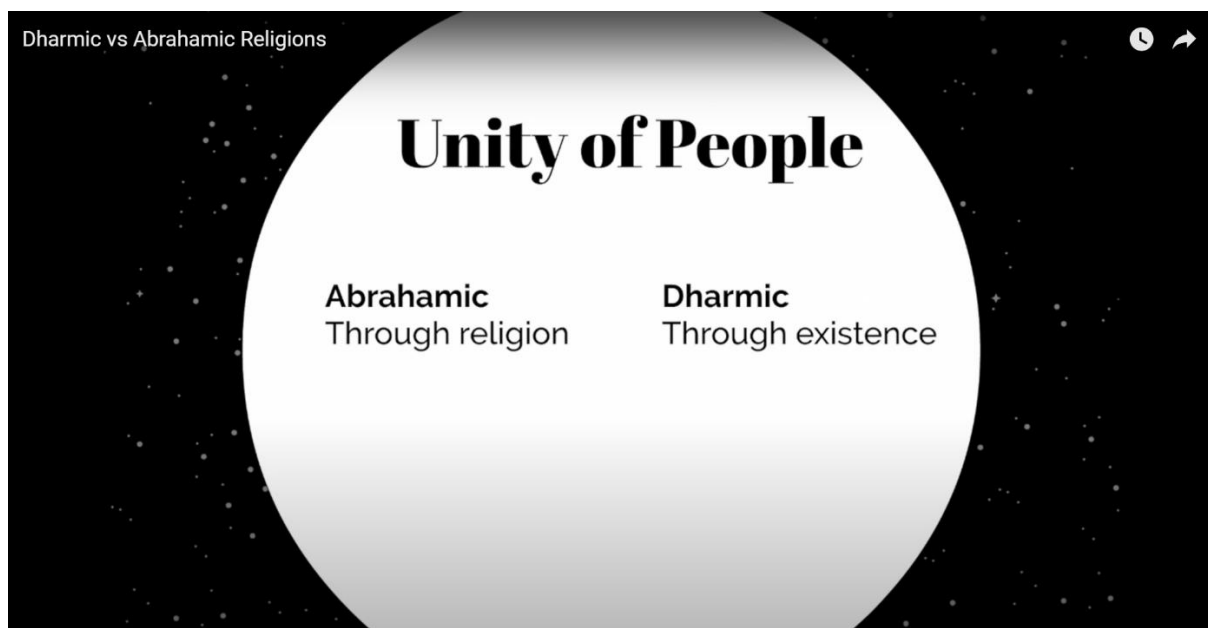 Dharmic vs Abrahamic Religions
Unity of People
Abrahamic
Through religion
Dharmic
Through existence